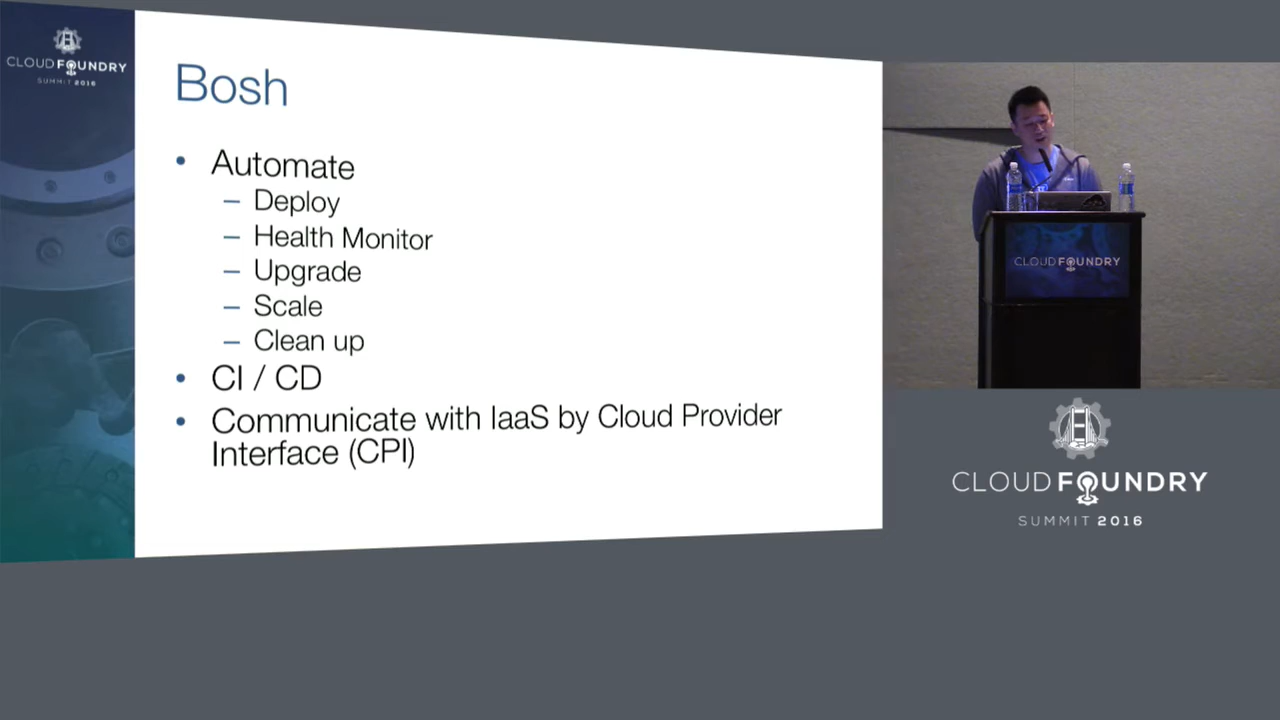 CLOUD FOUNDRY
SUMMIT 2016
Bosh
• Automate
– Deploy
– Health Monitor
– Upgrade
– Scale
– Clean up
• CI / CD
• Communicate with IaaS by Cloud Provider
Interface (CPI)
CLOUD FOUNDRY
CLOUD FOUNDRY
SUMMIT 2016